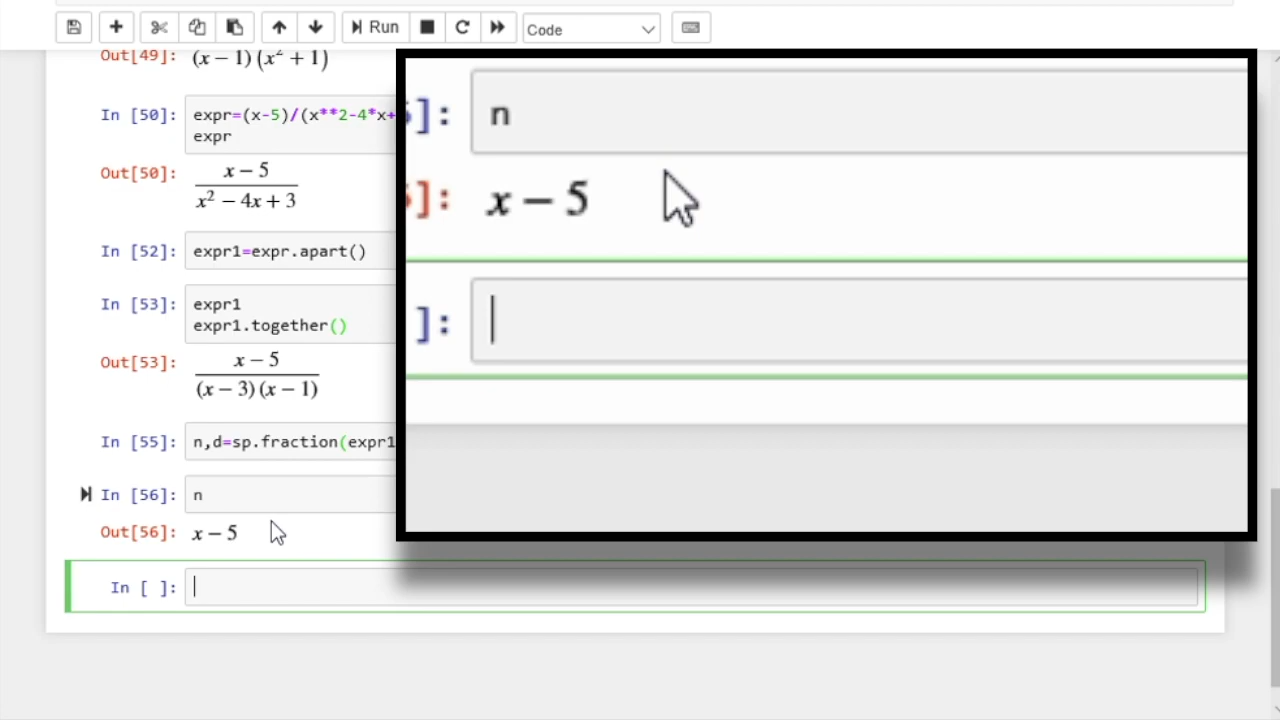 Run
Code
Out[49]: (x − 1) (x² + 1)
In [50]: expr=(x-5)/(x**2-4*x+
expr
Out[50]: x − 5
x² − 4x + 3
In [52]: expr1=expr.apart()
In [53]: expr1
expr1.together()
Out[53]: x − 5
(x − 3) (x − 1)
In [55]: n,d=sp.fraction(expr1
In [56]: n
Out[56]: x − 5
In [ ]:
]: n
]: x − 5
]: